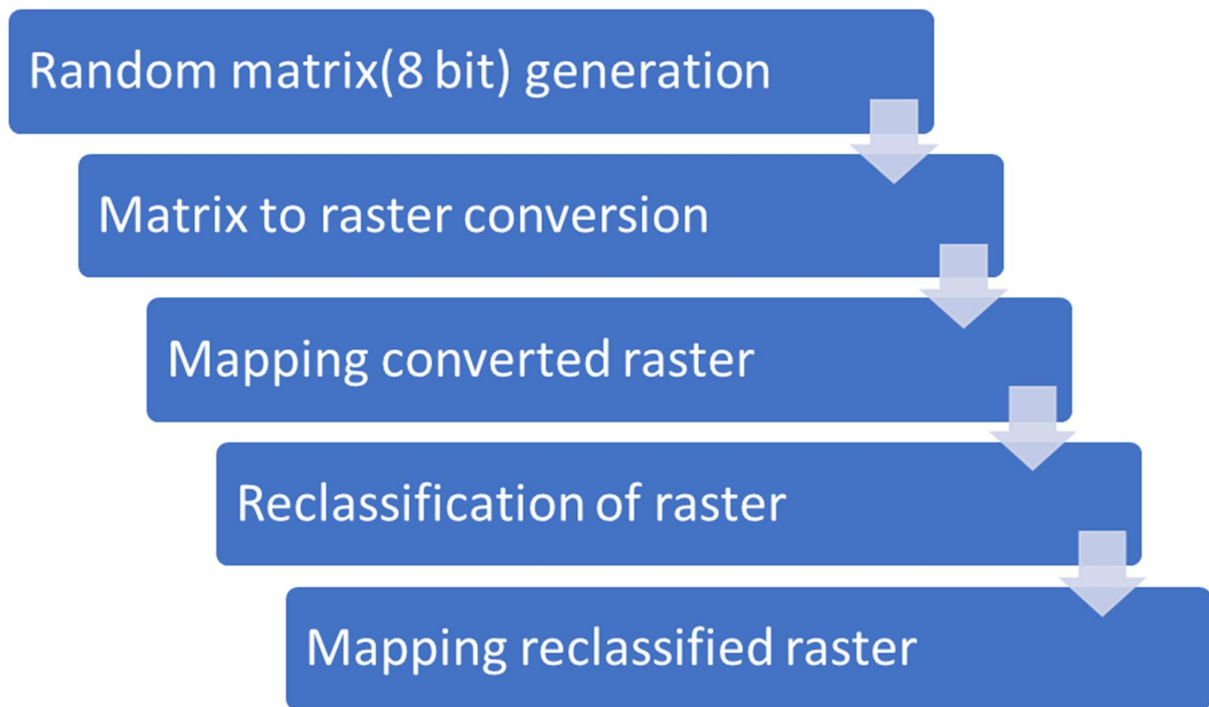 Random matrix(8 bit) generation
Matrix to raster conversion
Mapping converted raster
Reclassification of raster
Mapping reclassified raster